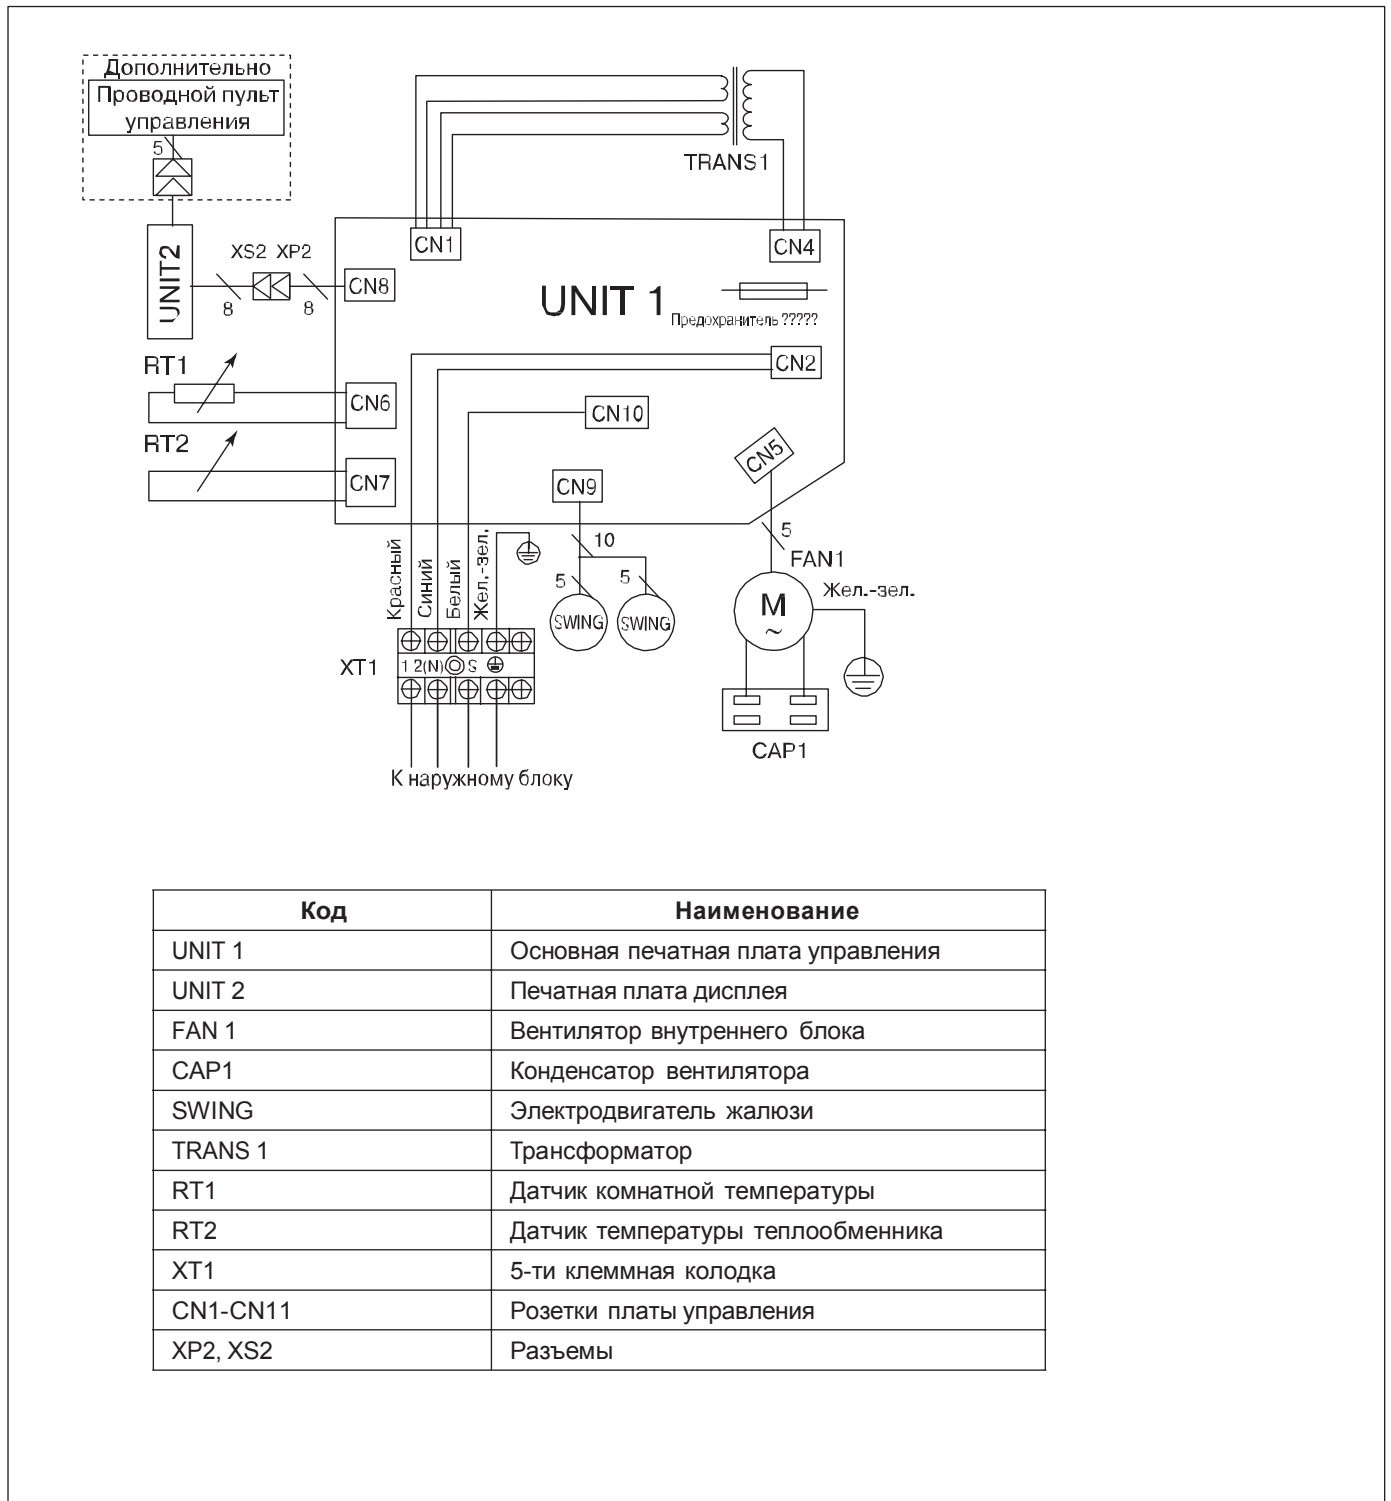 Дополнительно
Проводной пульт
управления
5
TRANS1
CN1
CN4
UNIT2
XS2 XP2
8
8
CN8
UNIT 1
Предохранитель ?????
CN2
RT1
CN6
CN10
RT2
CN7
CN5
CN9
10
5
5
SWING
SWING
5
FAN1
M
~
Жел.-зел.
CAP1
Красный
Синий
Белый
Жел.-зел.
XT1
1 2(N) S
К наружному блоку
Код Наименование
UNIT 1 Основная печатная плата управления
UNIT 2 Печатная плата дисплея
FAN 1 Вентилятор внутреннего блока
CAP1 Конденсатор вентилятора
SWING Электродвигатель жалюзи
TRANS 1 Трансформатор
RT1 Датчик комнатной температуры
RT2 Датчик температуры теплообменника
XT1 5-ти клеммная колодка
CN1-CN11 Розетки платы управления
XP2, XS2 Разъемы